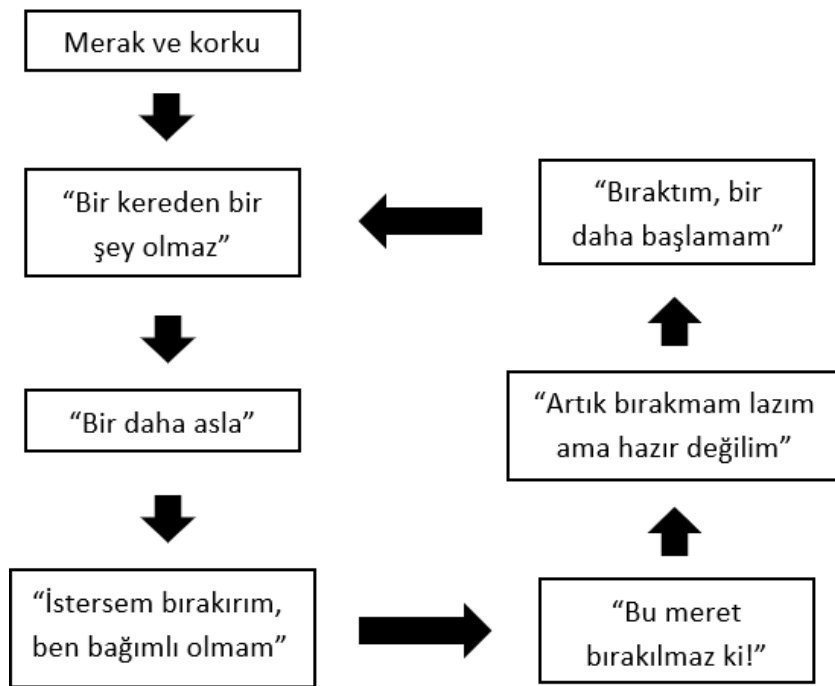 Merak ve korku
“Bir kereden bir
şey olmaz”
“Bir daha asla”
“İstersem bırakırım,
ben bağımlı olmam”
“Bu meret
bırakılmaz ki!”
“Artık bırakmam lazım
ama hazır değilim”
“Bıraktım, bir
daha başlamam”